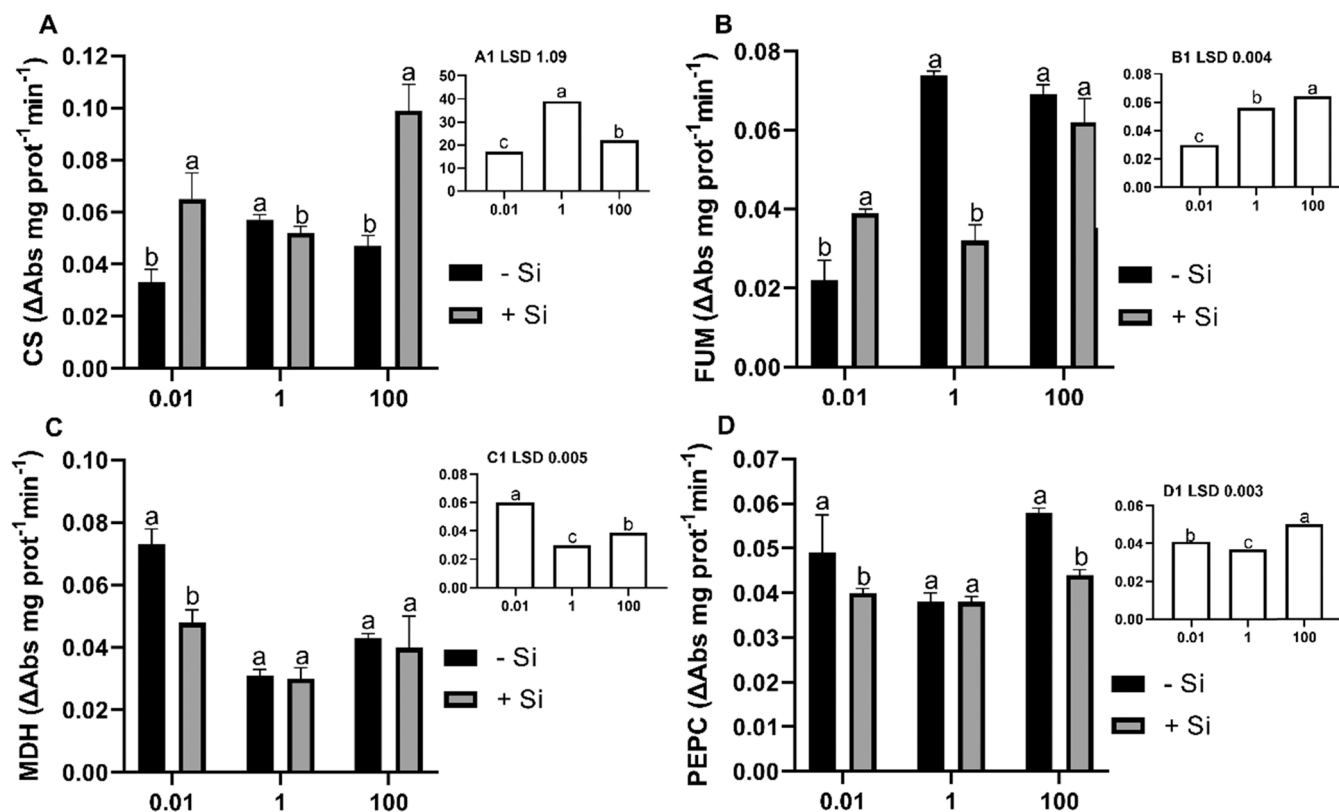 A
CS (ΔAbs mg prot⁻¹min⁻¹)
0.12
0.10
0.08
0.06
0.04
0.02
0.00
b a a b b a
0.01 1 100
A1 LSD 1.09
50
40
30
20
10
0
c a b
0.01 1 100
- Si
+ Si
B
FUM (ΔAbs mg prot⁻¹min⁻¹)
0.08
0.06
0.04
0.02
0.00
b a a b a a
0.01 1 100
B1 LSD 0.004
0.08
0.06
0.04
0.02
0.00
c b a
0.01 1 100
- Si
+ Si
C
MDH (ΔAbs mg prot⁻¹min⁻¹)
0.10
0.08
0.06
0.04
0.02
0.00
a b a a a a
0.01 1 100
C1 LSD 0.005
0.08
0.06
0.04
0.02
0.00
a c b
0.01 1 100
- Si
+ Si
D
PEPC (ΔAbs mg prot⁻¹min⁻¹)
0.07
0.06
0.05
0.04
0.03
0.02
0.01
0.00
a b a a a b
0.01 1 100
D1 LSD 0.003
0.06
0.04
0.02
0.00
b c a
0.01 1 100
- Si
+ Si